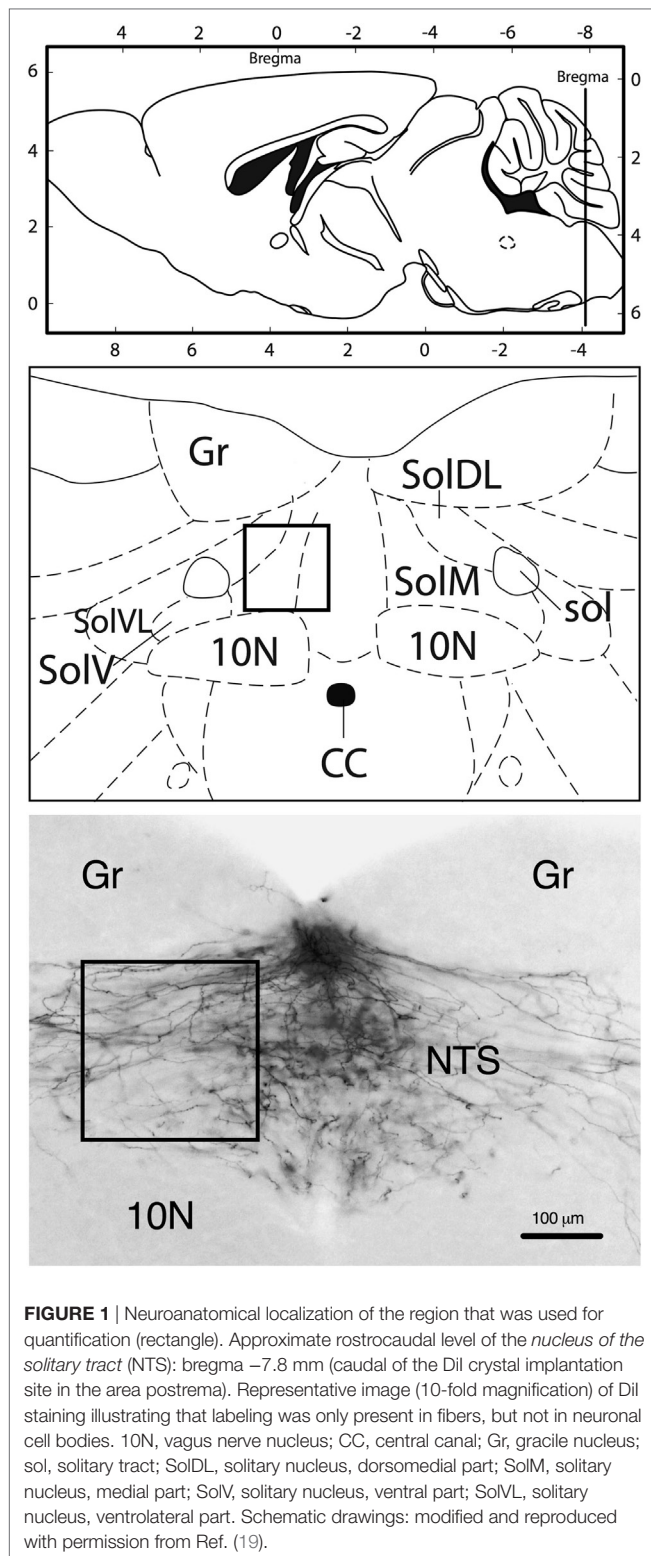 4 2 0 -2 -4 -6 -8
Bregma
Bregma
6 0
4 2
2 4
0 6
8 6 4 2 0 -2 -4
Gr
SolDL
SolM
sol
SolVL
SolV
10N 10N
CC
Gr Gr
NTS
10N
100 µm
FIGURE 1 | Neuroanatomical localization of the region that was used for
quantification (rectangle). Approximate rostrocaudal level of the nucleus of the
solitary tract (NTS): bregma −7.8 mm (caudal of the DiI crystal implantation
site in the area postrema). Representative image (10-fold magnification) of DiI
staining illustrating that labeling was only present in fibers, but not in neuronal
cell bodies. 10N, vagus nerve nucleus; CC, central canal; Gr, gracile nucleus;
sol, solitary tract; SolDL, solitary nucleus, dorsomedial part; SolM, solitary
nucleus, medial part; SolV, solitary nucleus, ventral part; SolVL, solitary
nucleus, ventrolateral part. Schematic drawings: modified and reproduced
with permission from Ref. (19).